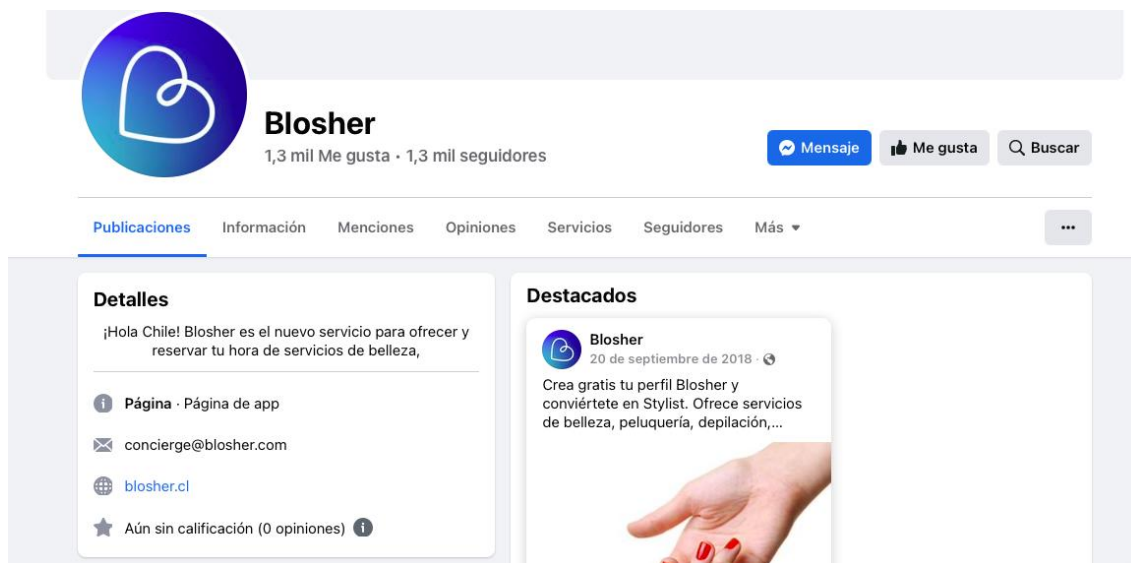 Blosher
1,3 mil Me gusta · 1,3 mil seguidores
Mensaje
Me gusta
Buscar
Publicaciones
Información
Menciones
Opiniones
Servicios
Seguidores
Más
Detalles
¡Hola Chile! Blosher es el nuevo servicio para ofrecer y
reservar tu hora de servicios de belleza,
Página · Página de app
concierge@blosher.com
blosher.cl
Aún sin calificación (0 opiniones)
Destacados
Blosher
20 de septiembre de 2018 ·
Crea gratis tu perfil Blosher y
conviértete en Stylist. Ofrece servicios
de belleza, peluquería, depilación,...